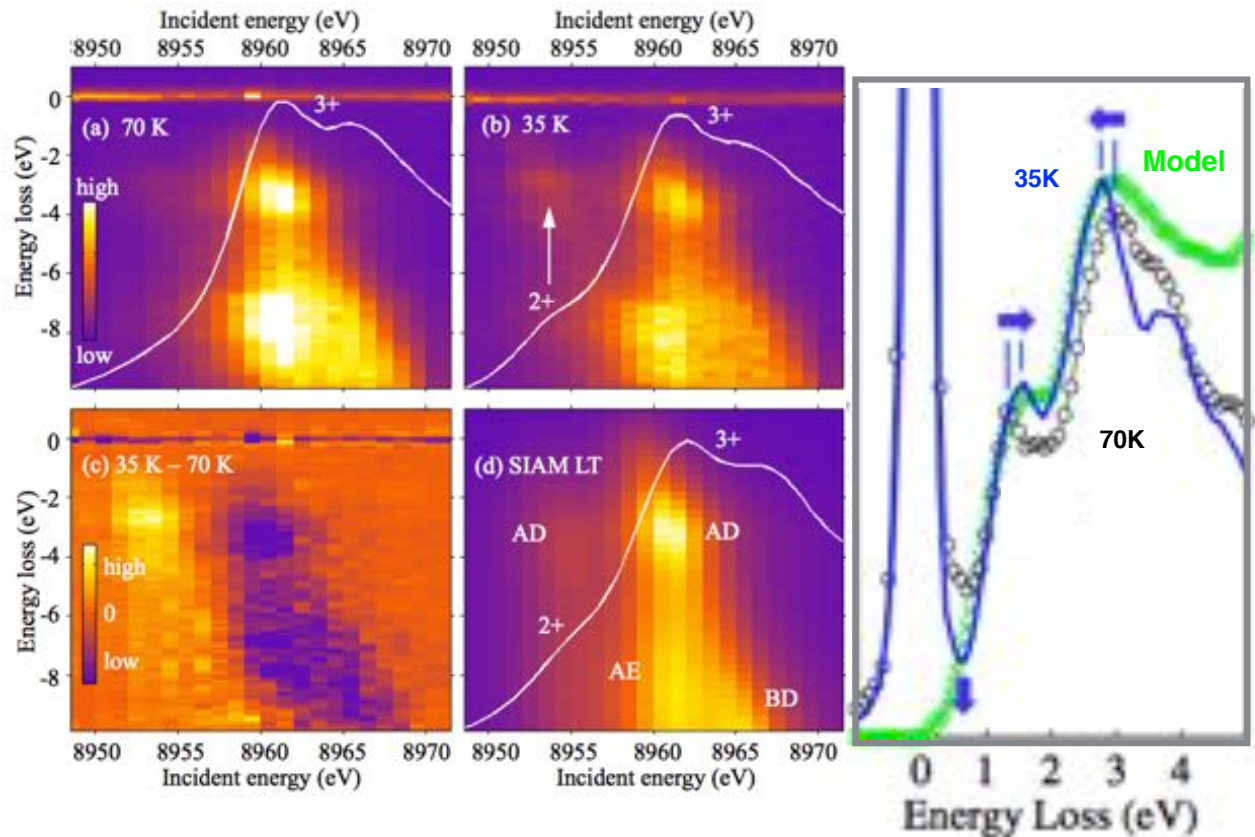 Incident energy (eV)
8950 8955 8960 8965 8970
Incident energy (eV)
8950 8955 8960 8965 8970
Energy loss (eV)
0
-2
-4
-6
-8
(a) 70 K
3+
high
low
(b) 35 K
3+
2+
Energy loss (eV)
0
-2
-4
-6
-8
(c) 35 K – 70 K
high
0
low
(d) SIAM LT
3+
AD
AD
2+
AE
BD
8950 8955 8960 8965 8970
Incident energy (eV)
8950 8955 8960 8965 8970
Incident energy (eV)
35K
Model
70K
0 1 2 3 4
Energy Loss (eV)